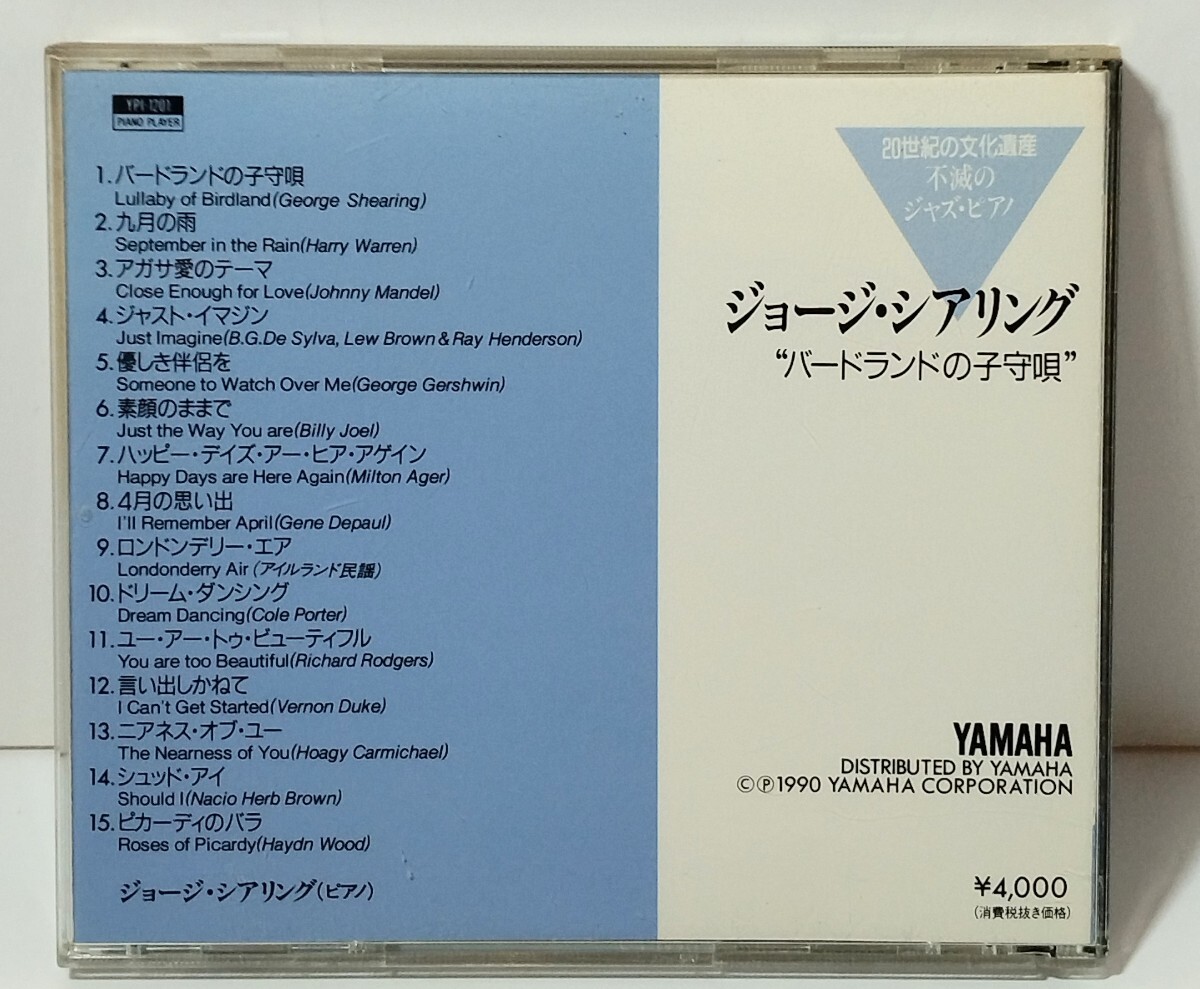 YPI-1201
PIANO PLAYER
1.バードランドの子守唄
Lullaby of Birdland(George Shearing)
2.九月の雨
September in the Rain(Harry Warren)
3.アガサ愛のテーマ
Close Enough for Love(Johnny Mandel)
4.ジャスト・イマジン
Just Imagine(B.G.De Sylva, Lew Brown & Ray Henderson)
5.優しき伴侶を
Someone to Watch Over Me(George Gershwin)
6.素顔のままで
Just the Way You are(Billy Joel)
7.ハッピー・デイズ・アー・ヒア・アゲイン
Happy Days are Here Again(Milton Ager)
8.4月の思い出
I'll Remember April(Gene Depaul)
9.ロンドンデリー・エア
Londonderry Air(アイルランド民謡)
10.ドリーム・ダンシング
Dream Dancing(Cole Porter)
11.ユー・アー・トゥ・ビューティフル
You are too Beautiful(Richard Rodgers)
12.言い出しかねて
I Can't Get Started(Vernon Duke)
13.ニアネス・オブ・ユー
The Nearness of You(Hoagy Carmichael)
14.シュッド・アイ
Should I(Nacio Herb Brown)
15.ピカーディのバラ
Roses of Picardy(Haydn Wood)
ジョージ・シアリング(ピアノ)
20世紀の文化遺産
不滅の
ジャズ・ピアノ
ジョージ・シアリング
“バードランドの子守唄”
YAMAHA
DISTRIBUTED BY YAMAHA
©℗1990 YAMAHA CORPORATION
¥4,000
(消費税抜き価格)